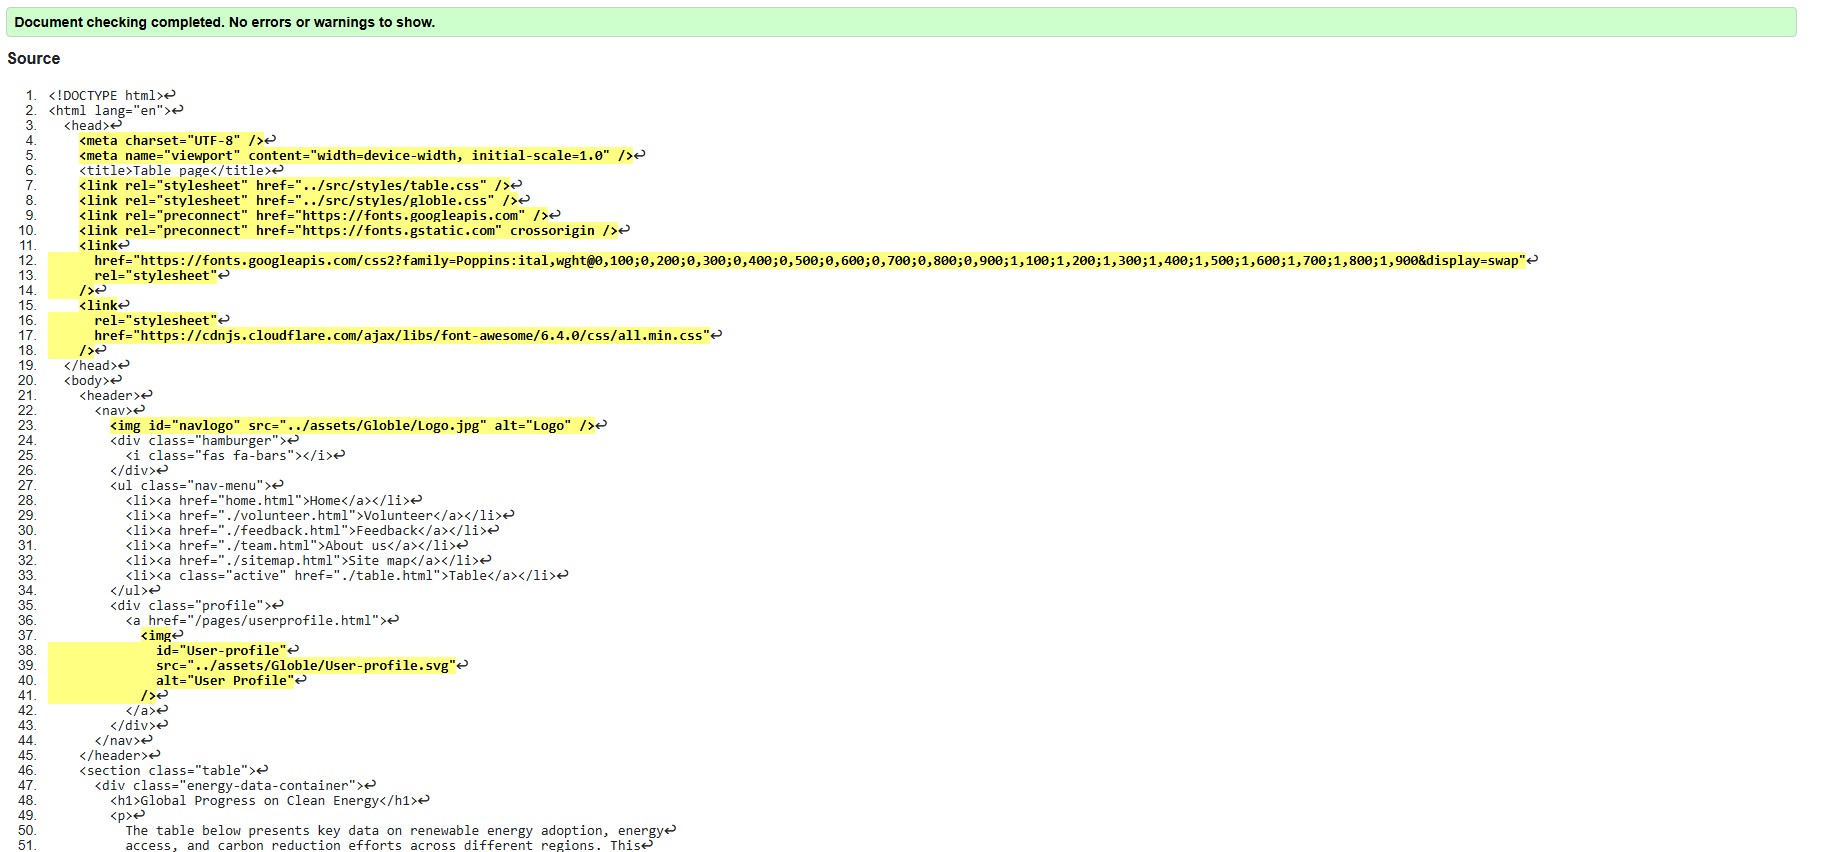 Document checking completed. No errors or warnings to show.
Source
1. <!DOCTYPE html>↩
2. <html lang="en">↩
3. <head>↩
4. <meta charset="UTF-8" />↩
5. <meta name="viewport" content="width=device-width, initial-scale=1.0" />↩
6. <title>Table page</title>↩
7. <link rel="stylesheet" href="../src/styles/table.css" />↩
8. <link rel="stylesheet" href="../src/styles/globle.css" />↩
9. <link rel="preconnect" href="https://fonts.googleapis.com" />↩
10. <link rel="preconnect" href="https://fonts.gstatic.com" crossorigin />↩
11. <link↩
12. href="https://fonts.googleapis.com/css2?family=Poppins:ital,wght@0,100;0,200;0,300;0,400;0,500;0,600;0,700;0,800;0,900;1,100;1,200;1,300;1,400;1,500;1,600;1,700;1,800;1,900&display=swap"↩
13. rel="stylesheet"↩
14. />↩
15. <link↩
16. rel="stylesheet"↩
17. href="https://cdnjs.cloudflare.com/ajax/libs/font-awesome/6.4.0/css/all.min.css"↩
18. />↩
19. </head>↩
20. <body>↩
21. <header>↩
22. <nav>↩
23. <img id="navlogo" src="../assets/Globle/Logo.jpg" alt="Logo" />↩
24. <div class="hamburger">↩
25. <i class="fas fa-bars"></i>↩
26. </div>↩
27. <ul class="nav-menu">↩
28. <li><a href="home.html">Home</a></li>↩
29. <li><a href="./volunteer.html">Volunteer</a></li>↩
30. <li><a href="./feedback.html">Feedback</a></li>↩
31. <li><a href="./team.html">About us</a></li>↩
32. <li><a href="./sitemap.html">Site map</a></li>↩
33. <li><a class="active" href="./table.html">Table</a></li>↩
34. </ul>↩
35. <div class="profile">↩
36. <a href="/pages/userprofile.html">↩
37. <img↩
38. id="User-profile"↩
39. src="../assets/Globle/User-profile.svg"↩
40. alt="User Profile"↩
41. />↩
42. </a>↩
43. </div>↩
44. </nav>↩
45. </header>↩
46. <section class="table">↩
47. <div class="energy-data-container">↩
48. <h1>Global Progress on Clean Energy</h1>↩
49. <p>↩
50. The table below presents key data on renewable energy adoption, energy↩
51. access, and carbon reduction efforts across different regions. This↩